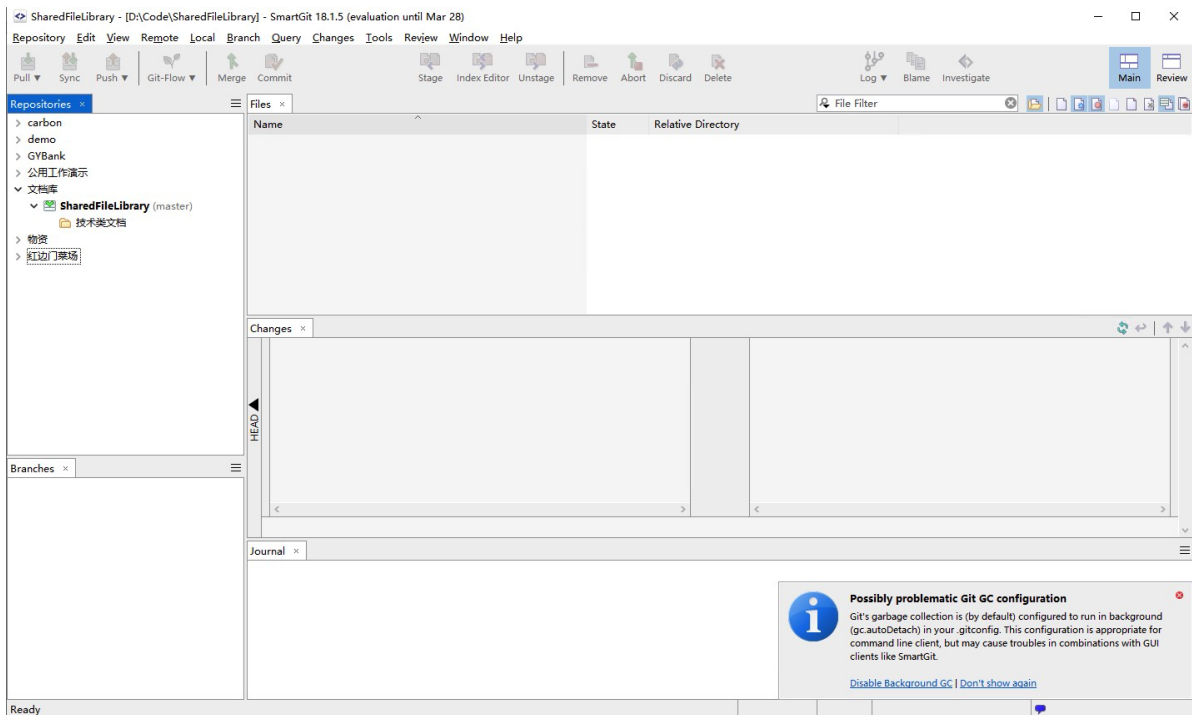 SharedFileLibrary - [D:\Code\SharedFileLibrary] - SmartGit 18.1.5 (evaluation until Mar 28)
Repository Edit View Remote Local Branch Query Changes Tools Review Window Help
Pull ▼ Sync Push ▼ Git-Flow ▼ Merge Commit Stage Index Editor Unstage Remove Abort Discard Delete Log ▼ Blame Investigate Main Review
Repositories
Files
File Filter
Name State Relative Directory
carbon
demo
GYBank
公用工作演示
文档库
SharedFileLibrary (master)
技术类文档
物资
红边门菜场
Changes
HEAD
Branches
Journal
Possibly problematic Git GC configuration
Git's garbage collection is (by default) configured to run in background
(gc.autoDetach) in your .gitconfig. This configuration is appropriate for
command line client, but may cause troubles in combinations with GUI
clients like SmartGit.
Disable Background GC | Don't show again
Ready